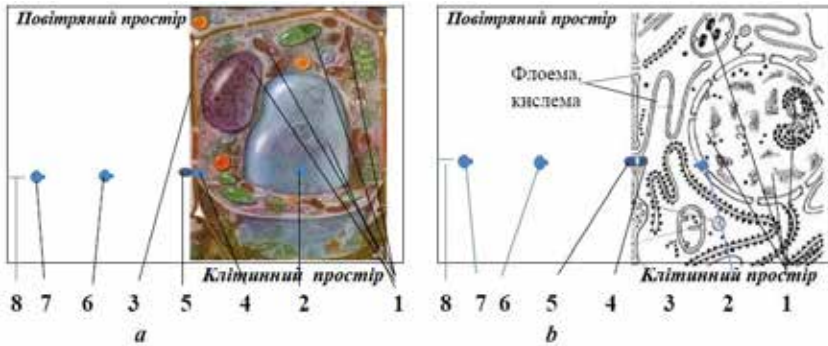 Повітряний простір
Клітинний простір
8 7 6 3 5 4 2 1
a
Повітряний простір
Флоема,
кислема
Клітинний простір
8 7 6 5 4 3 2 1
b